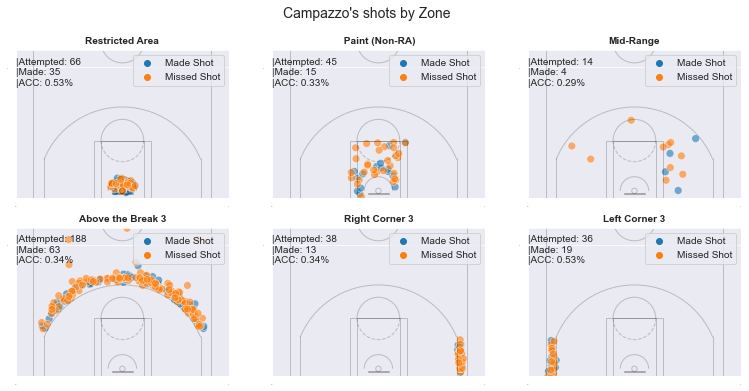 Campazzo's shots by Zone
Restricted Area
|Attempted: 66
|Made: 35
|ACC: 0.53%
Made Shot
Missed Shot
Paint (Non-RA)
|Attempted: 45
|Made: 15
|ACC: 0.33%
Made Shot
Missed Shot
Mid-Range
|Attempted: 14
|Made: 4
|ACC: 0.29%
Made Shot
Missed Shot
Above the Break 3
|Attempted: 188
|Made: 63
|ACC: 0.34%
Made Shot
Missed Shot
Right Corner 3
|Attempted: 38
|Made: 13
|ACC: 0.34%
Made Shot
Missed Shot
Left Corner 3
|Attempted: 36
|Made: 19
|ACC: 0.53%
Made Shot
Missed Shot